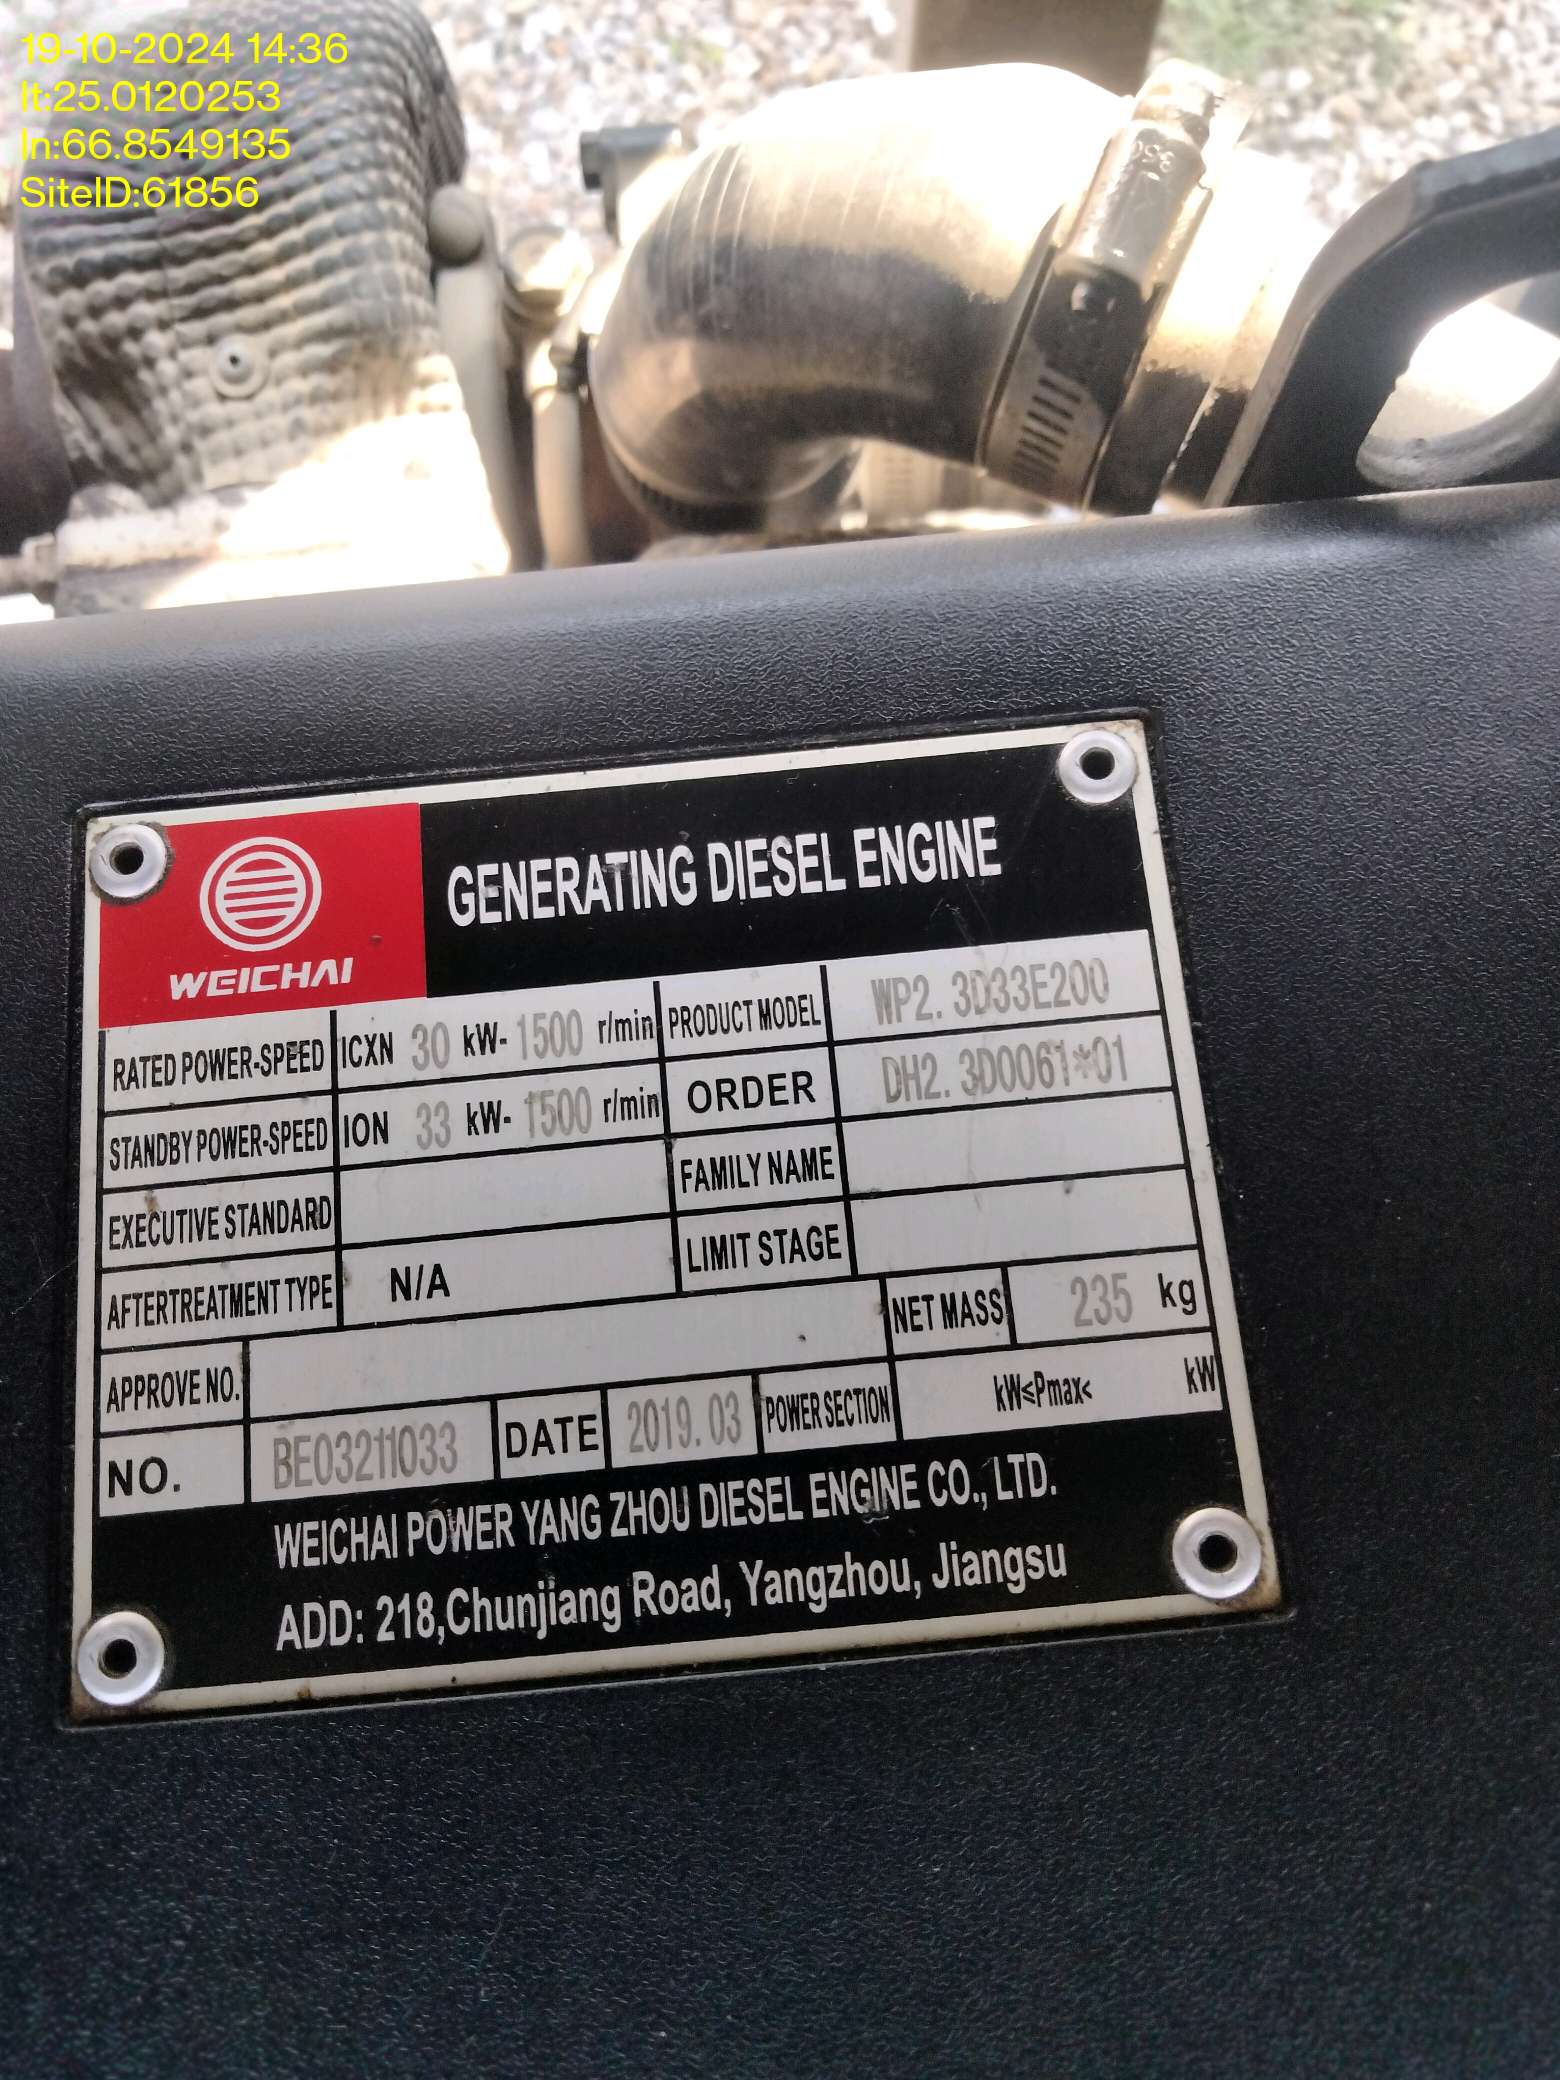 19-10-2024 14:36
lt:25.0120253
ln:66.8549135
SiteID:61856
350
WEICHAI
GENERATING DIESEL ENGINE
RATED POWER-SPEED ICXN 30 kW- 1500 r/min PRODUCT MODEL WP2. 3D33E200
STANDBY POWER-SPEED ION 33 kW- 1500 r/min ORDER DH2. 3D0061*01
EXECUTIVE STANDARD FAMILY NAME
AFTERTREATMENT TYPE N/A LIMIT STAGE
APPROVE NO. NET MASS 235 kg
NO. BE03211033 DATE 2019. 03 POWER SECTION kW≤Pmax< kW
WEICHAI POWER YANG ZHOU DIESEL ENGINE CO., LTD.
ADD: 218,Chunjiang Road, Yangzhou, Jiangsu